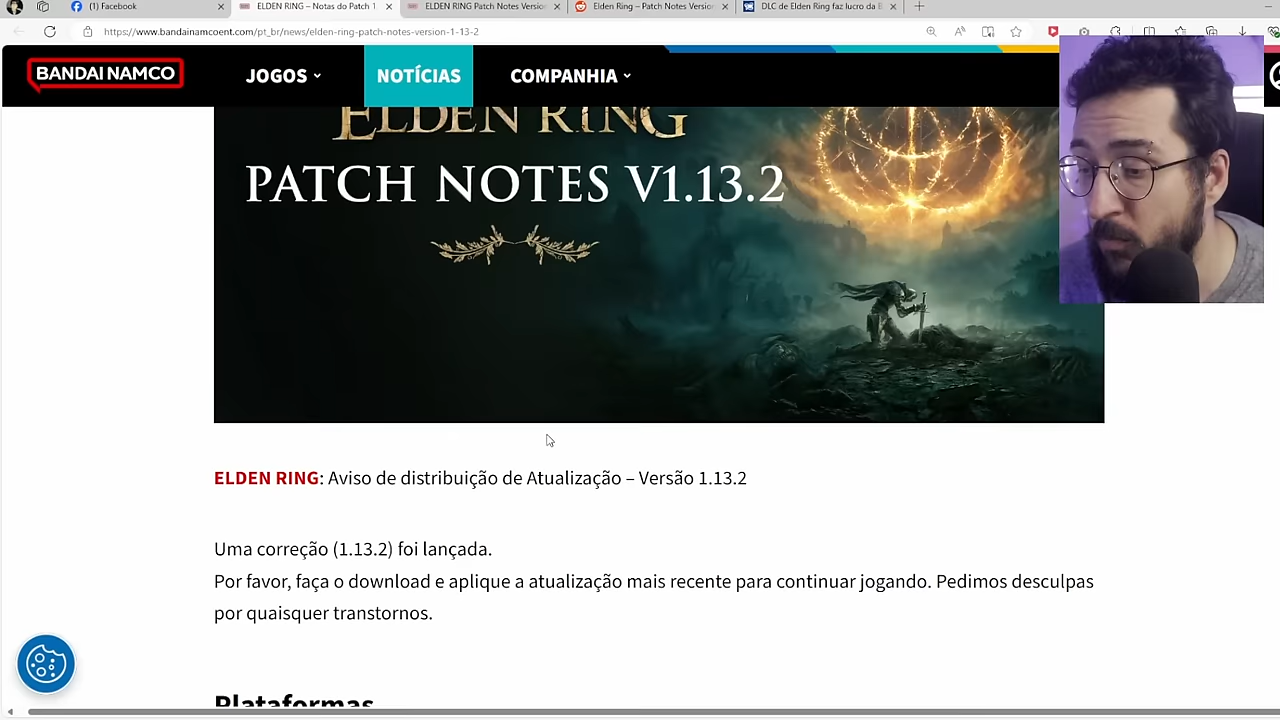 (1) Facebook
ELDEN RING – Notas do Patch 1
ELDEN RING Patch Notes Version
Elden Ring – Patch Notes Version
DLC de Elden Ring faz lucro da B
https://www.bandainamcoent.com/pt_br/news/elden-ring-patch-notes-version-1-13-2
BANDAI NAMCO
JOGOS
NOTÍCIAS
COMPANHIA
ELDEN RING
PATCH NOTES V1.13.2
ELDEN RING: Aviso de distribuição de Atualização – Versão 1.13.2
Uma correção (1.13.2) foi lançada.
Por favor, faça o download e aplique a atualização mais recente para continuar jogando. Pedimos desculpas
por quaisquer transtornos.
Plataformas